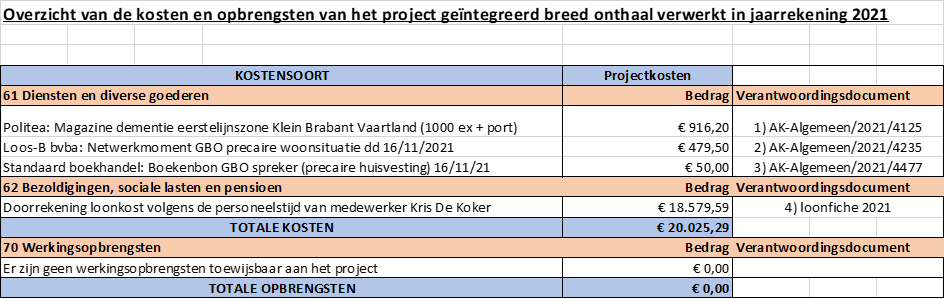 Overzicht van de kosten en opbrengsten van het project geïntegreerd breed onthaal verwerkt in jaarrekening 2021
KOSTENSOORT Projectkosten
61 Diensten en diverse goederen Bedrag Verantwoordingsdocument
Politea: Magazine dementie eerstelijnszone Klein Brabant Vaartland (1000 ex + port) € 916,20 1) AK-Algemeen/2021/4125
Loos-B bvba: Netwerkmoment GBO precaire woonsituatie dd 16/11/2021 € 479,50 2) AK-Algemeen/2021/4235
Standaard boekhandel: Boekenbon GBO spreker (precaire huisvesting) 16/11/21 € 50,00 3) AK-Algemeen/2021/4477
62 Bezoldigingen, sociale lasten en pensioen Bedrag Verantwoordingsdocument
Doorrekening loonkost volgens de personeelstijd van medewerker Kris De Koker € 18.579,59 4) loonfiche 2021
TOTALE KOSTEN € 20.025,29
70 Werkingsopbrengsten Bedrag Verantwoordingsdocument
Er zijn geen werkingsopbrengsten toewijsbaar aan het project € 0,00
TOTALE OPBRENGSTEN € 0,00